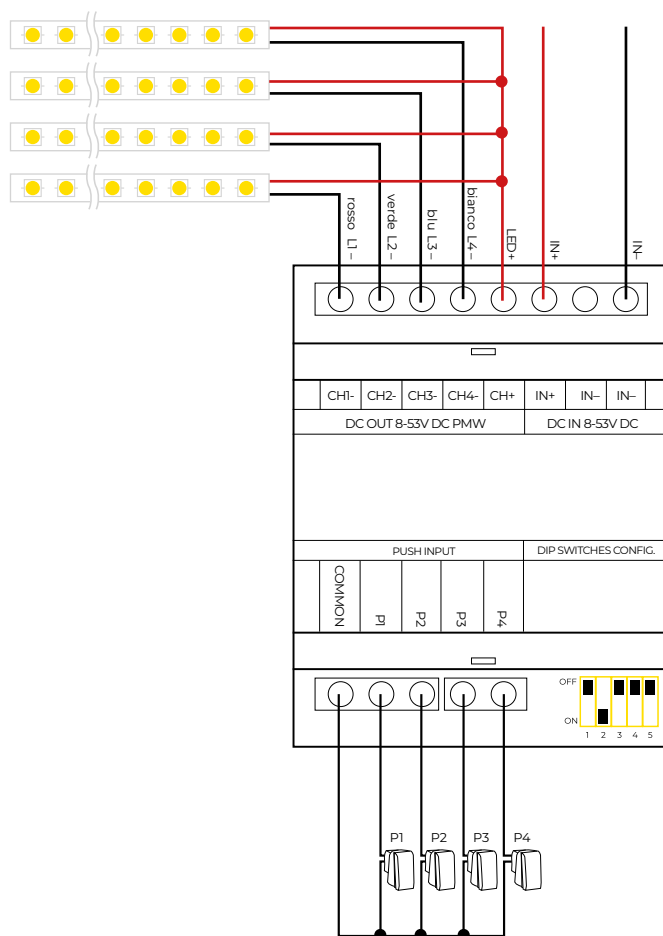 rosso L1 –
verde L2 –
blu L3 –
bianco L4 –
LED+
IN+
IN–
CH1- CH2- CH3- CH4- CH+ IN+ IN– IN–
DC OUT 8-53V DC PMW DC IN 8-53V DC
PUSH INPUT DIP SWITCHES CONFIG.
COMMON
P1
P2
P3
P4
OFF
ON
1 2 3 4 5
P1 P2 P3 P4